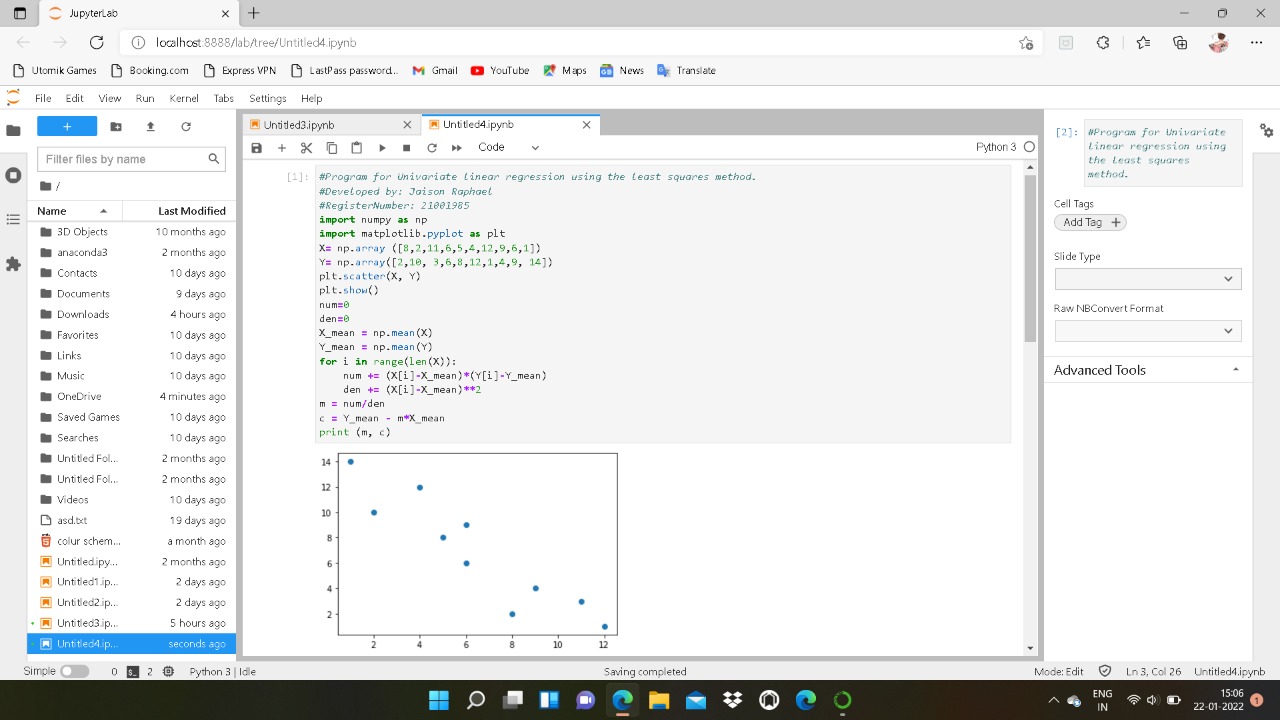 JupyterLab
localhost:8888/lab/tree/Untitled4.ipynb
Utomik Games Booking.com Express VPN LastPass password... Gmail YouTube Maps News Translate
File Edit View Run Kernel Tabs Settings Help
Filter files by name
/
Name Last Modified
3D Objects 10 months ago
anaconda3 2 months ago
Contacts 10 days ago
Documents 9 days ago
Downloads 4 hours ago
Favorites 10 days ago
Links 10 days ago
Music 10 days ago
OneDrive 4 minutes ago
Saved Games 10 days ago
Searches 10 days ago
Untitled Fol... 2 months ago
Untitled Fol... 2 months ago
Videos 10 days ago
asd.txt 19 days ago
colur schem... a month ago
Untitled.ipy... 2 months ago
Untitled1.ip... 2 days ago
Untitled2.ip... 2 days ago
Untitled3.ip... 5 hours ago
Untitled4.ip... seconds ago
Untitled3.ipynb Untitled4.ipynb
Code Python 3
[1]: #Program for Univariate linear regression using the least squares method.
#Developed by: Jaison Raphael
#RegisterNumber: 21001985
import numpy as np
import matplotlib.pyplot as plt
X= np.array ([8,2,11,6,5,4,12,9,6,1])
Y= np.array([2,10, 3,6,8,12,1,4,9, 14])
plt.scatter(X, Y)
plt.show()
num=0
den=0
X_mean = np.mean(X)
Y_mean = np.mean(Y)
for i in range(len(X)):
num += (X[i]-X_mean)*(Y[i]-Y_mean)
den += (X[i]-X_mean)**2
m = num/den
c = Y_mean - m*X_mean
print (m, c)
14
12
10
8
6
4
2
2 4 6 8 10 12
[2]: #Program for Univariate
linear regression using
the least squares
method.
Cell Tags
Add Tag
Slide Type
Raw NBConvert Format
Advanced Tools
Simple 0 2 Python 3 | Idle Saving completed Mode: Edit Ln 3, Col 26 Untitled4.ipynb
ENG
IN
15:06
22-01-2022
1